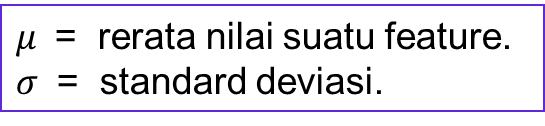 μ = rerata nilai suatu feature.
σ = standard deviasi.